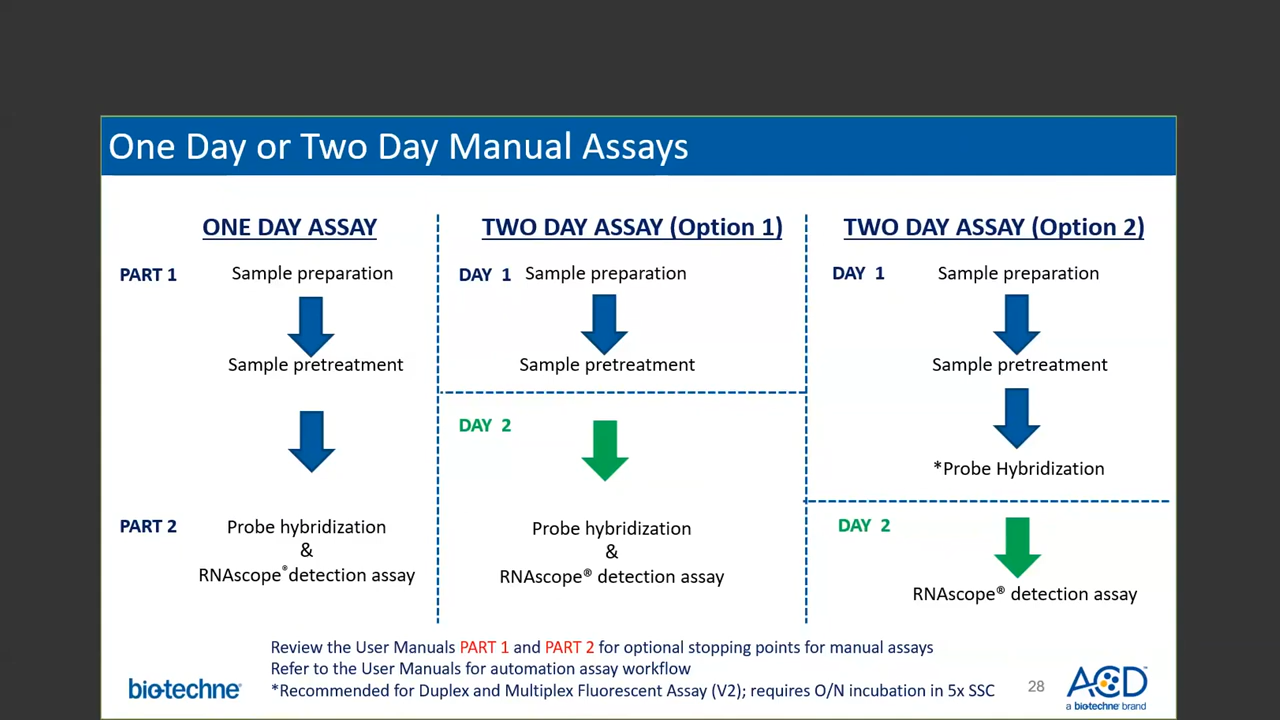 One Day or Two Day Manual Assays
ONE DAY ASSAY
PART 1
Sample preparation
Sample pretreatment
PART 2
Probe hybridization
&
RNAscope® detection assay
TWO DAY ASSAY (Option 1)
DAY 1
Sample preparation
Sample pretreatment
DAY 2
Probe hybridization
&
RNAscope® detection assay
TWO DAY ASSAY (Option 2)
DAY 1
Sample preparation
Sample pretreatment
*Probe Hybridization
DAY 2
RNAscope® detection assay
Review the User Manuals PART 1 and PART 2 for optional stopping points for manual assays
Refer to the User Manuals for automation assay workflow
*Recommended for Duplex and Multiplex Fluorescent Assay (V2); requires O/N incubation in 5x SSC
bio-techne®
28
ACD™
a bio-techne brand